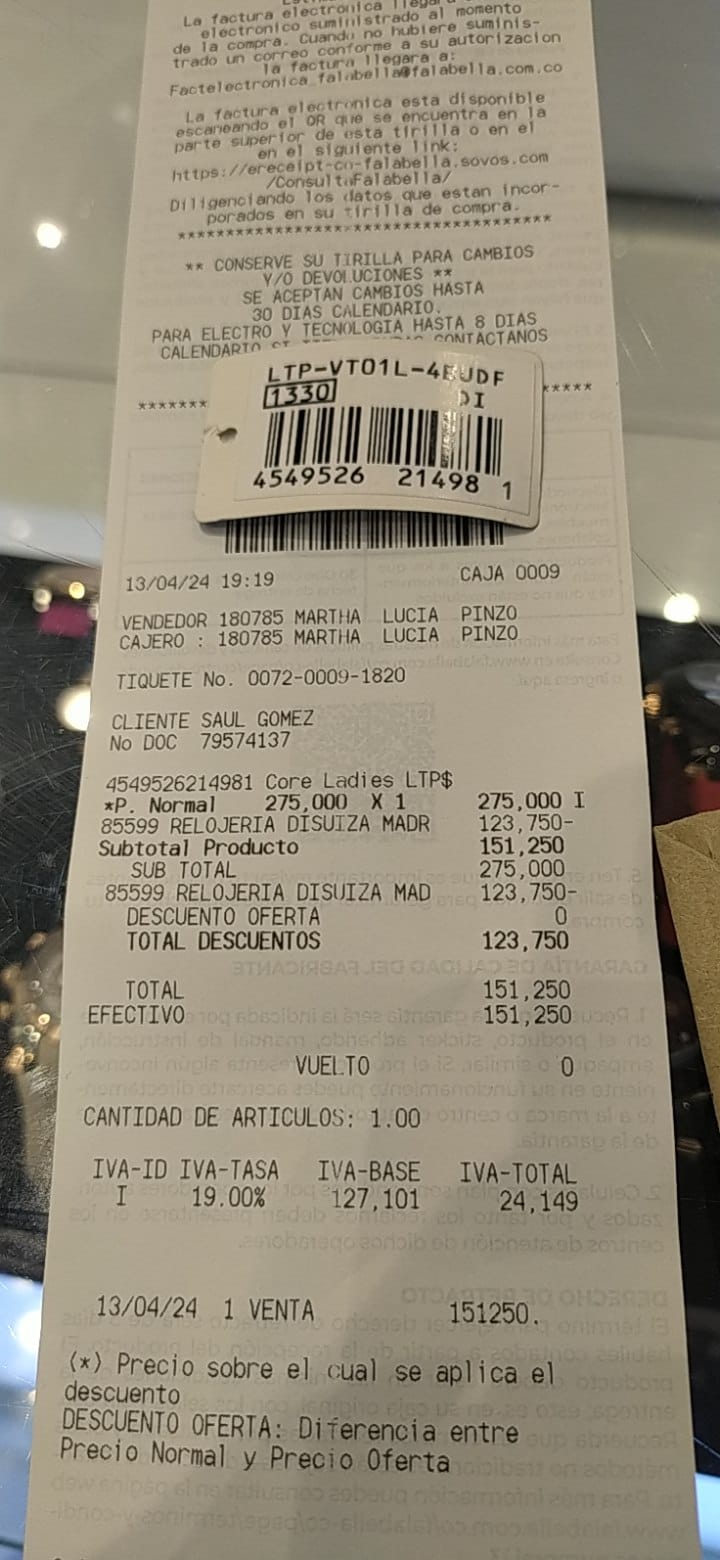 La factura electronica llegara
electronico suministrado al momento
de la compra. Cuando no hubiere suminis-
trado un correo conforme a su autorizacion
la factura llegara a:
Factelectronica_falabella@falabella.com.co
La factura electronica esta disponible
escaneando el QR que se encuentra en la
parte superior de esta tirilla o en el
en el siguiente link:
https://ereceipt-co-falabella.sovos.com
/ConsultaFalabella/
Diligenciando los datos que estan incor-
porados en su tirilla de compra.
** CONSERVE SU TIRILLA PARA CAMBIOS
Y/O DEVOLUCIONES **
SE ACEPTAN CAMBIOS HASTA
30 DIAS CALENDARIO.
PARA ELECTRO Y TECNOLOGIA HASTA 8 DIAS
CALENDARIO CONTACTANOS
LTP-VT01L-4BUDF
1330 DI
4549526 21498 1
13/04/24 19:19 CAJA 0009
VENDEDOR 180785 MARTHA LUCIA PINZO
CAJERO : 180785 MARTHA LUCIA PINZO
TIQUETE No. 0072-0009-1820
CLIENTE SAUL GOMEZ
No DOC 79574137
4549526214981 Core Ladies LTP$
*P. Normal 275,000 X 1 275,000 I
85599 RELOJERIA DISUIZA MADR 123,750-
Subtotal Producto 151,250
SUB TOTAL 275,000
85599 RELOJERIA DISUIZA MAD 123,750-
DESCUENTO OFERTA 0
TOTAL DESCUENTOS 123,750
TOTAL 151,250
EFECTIVO 151,250
VUELTO 0
CANTIDAD DE ARTICULOS: 1.00
IVA-ID IVA-TASA IVA-BASE IVA-TOTAL
I 19.00% 127,101 24,149
13/04/24 1 VENTA 151250.
(*) Precio sobre el cual se aplica el
descuento
DESCUENTO OFERTA: Diferencia entre
Precio Normal y Precio Oferta